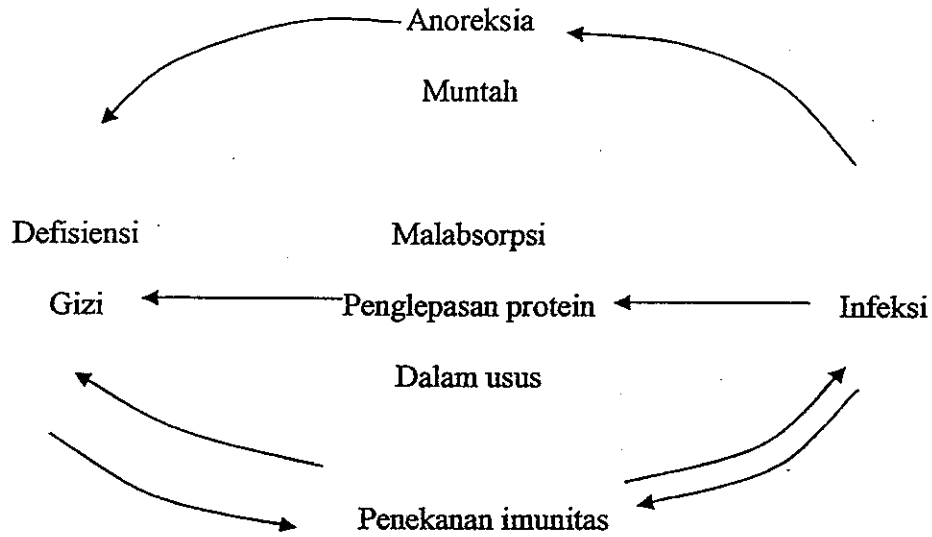 Anoreksia
Muntah
Defisiensi
Malabsorpsi
Gizi
Penglepasan protein
Infeksi
Dalam usus
Penekanan imunitas